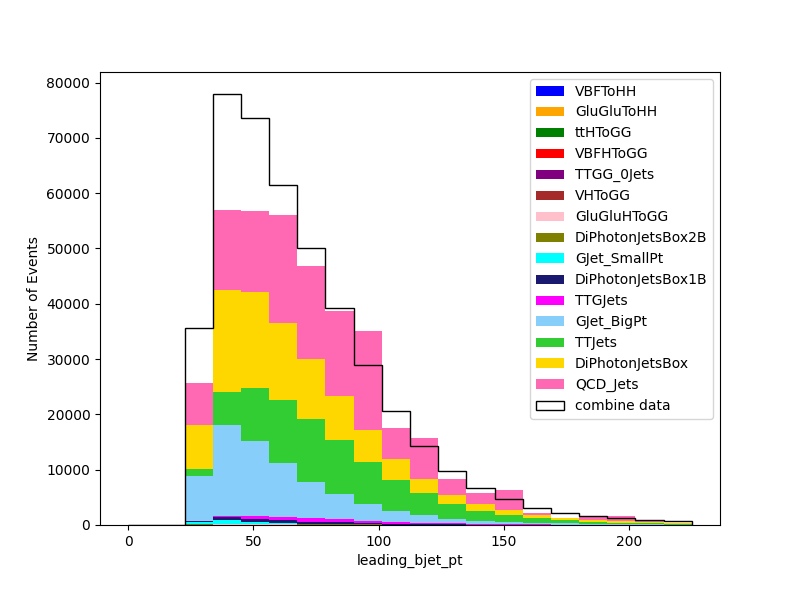 80000
70000
60000
50000
40000
30000
20000
10000
0
Number of Events
0
50
100
150
200
leading_bjet_pt
VBFToHH
GluGluToHH
ttHToGG
VBFHToGG
TTGG_0Jets
VHToGG
GluGluHToGG
DiPhotonJetsBox2B
GJet_SmallPt
DiPhotonJetsBox1B
TTGJets
GJet_BigPt
TTJets
DiPhotonJetsBox
QCD_Jets
combine data